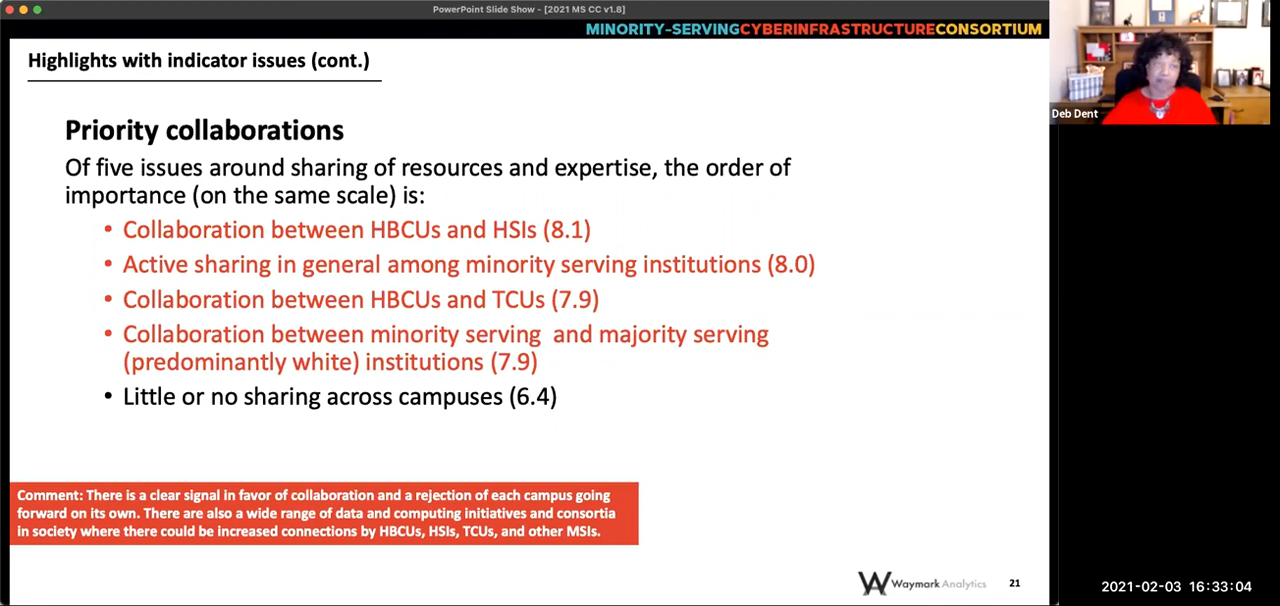 PowerPoint Slide Show - [2021 MS CC v1.8]
MINORITY-SERVINGCYBERINFRASTRUCTURECONSORTIUM
Highlights with indicator issues (cont.)
Deb Dent
Priority collaborations
Of five issues around sharing of resources and expertise, the order of
importance (on the same scale) is:
• Collaboration between HBCUs and HSIs (8.1)
• Active sharing in general among minority serving institutions (8.0)
• Collaboration between HBCUs and TCUs (7.9)
• Collaboration between minority serving  and majority serving
(predominantly white) institutions (7.9)
• Little or no sharing across campuses (6.4)
Comment: There is a clear signal in favor of collaboration and a rejection of each campus going
forward on its own. There are also a wide range of data and computing initiatives and consortia
in society where there could be increased connections by HBCUs, HSIs, TCUs, and other MSIs.
Waymark Analytics
21
2021-02-03 16:33:04